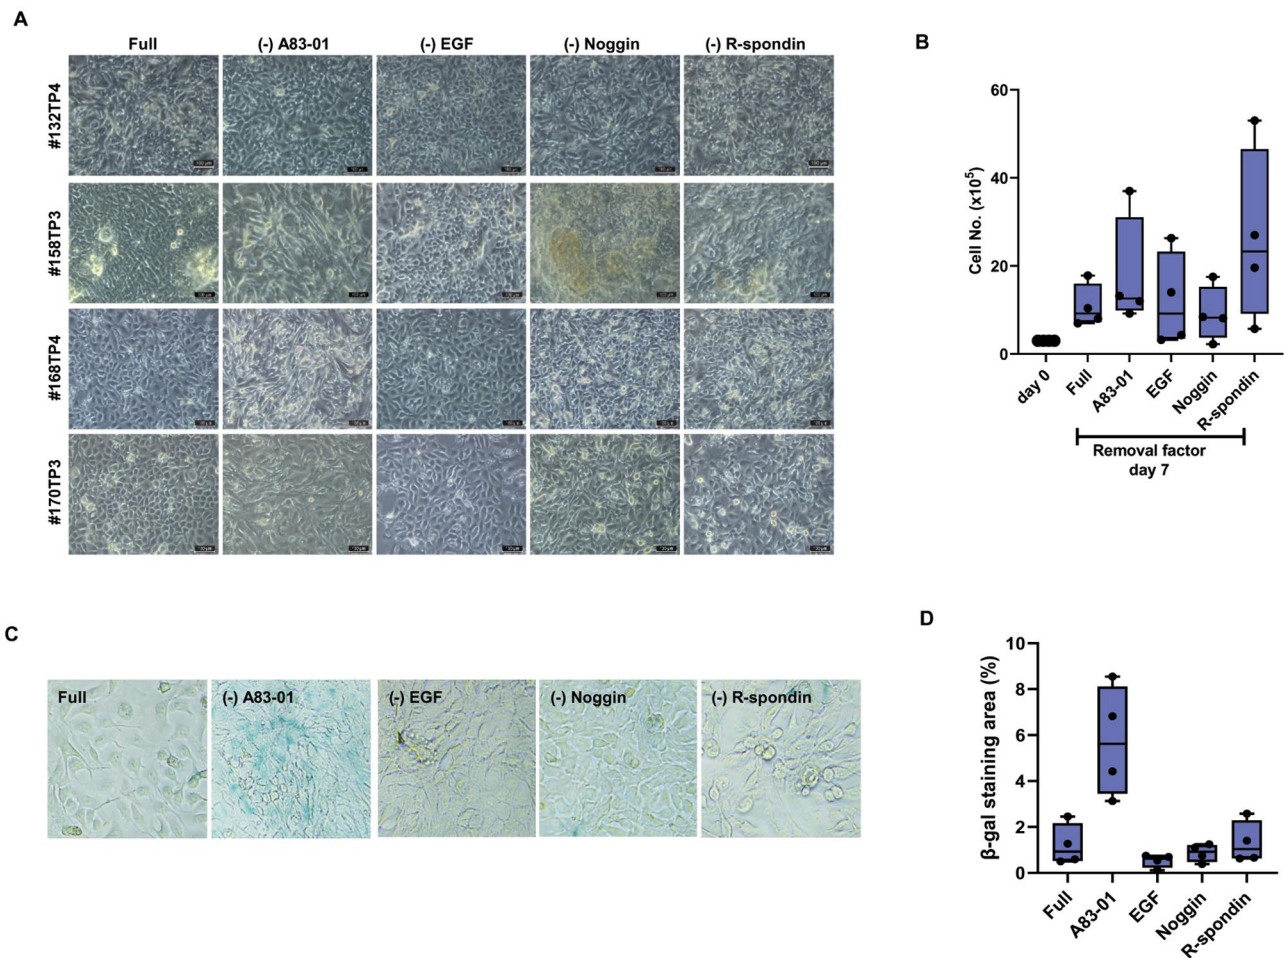 A
Full
(-) A83-01
(-) EGF
(-) Noggin
(-) R-spondin
#132TP4
#158TP3
#168TP4
#170TP3
B
Cell No. (x10⁵)
60
40
20
0
day 0
Full
A83-01
EGF
Noggin
R-spondin
Removal factor
day 7
C
Full
(-) A83-01
(-) EGF
(-) Noggin
(-) R-spondin
D
β-gal staining area (%)
10
8
6
4
2
0
Full
A83-01
EGF
Noggin
R-spondin